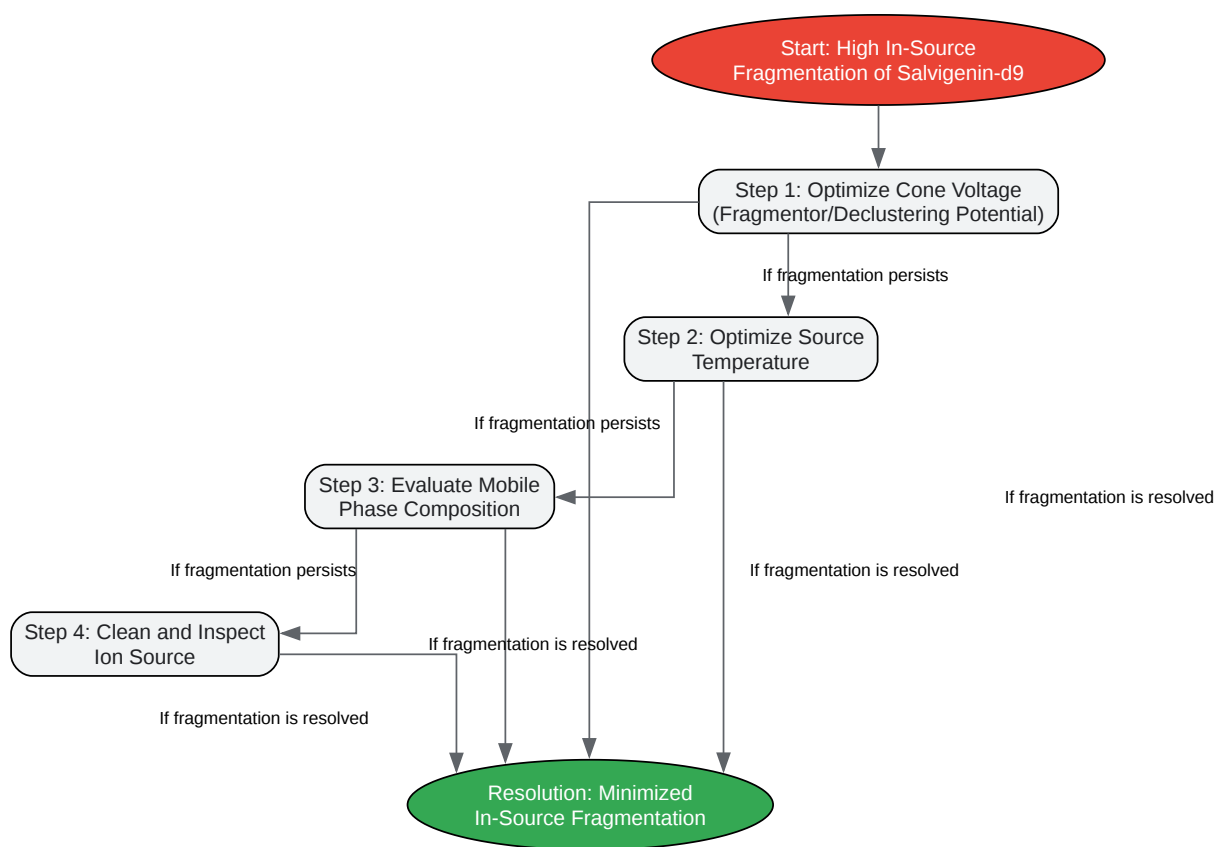 Start: High In-Source
Fragmentation of Salvigenin-d9
Step 1: Optimize Cone Voltage
(Fragmentor/Declustering Potential)
If fragmentation persists
Step 2: Optimize Source
Temperature
If fragmentation persists
Step 3: Evaluate Mobile
Phase Composition
If fragmentation is resolved
If fragmentation persists
If fragmentation is resolved
Step 4: Clean and Inspect
Ion Source
If fragmentation is resolved
If fragmentation is resolved
Resolution: Minimized
In-Source Fragmentation